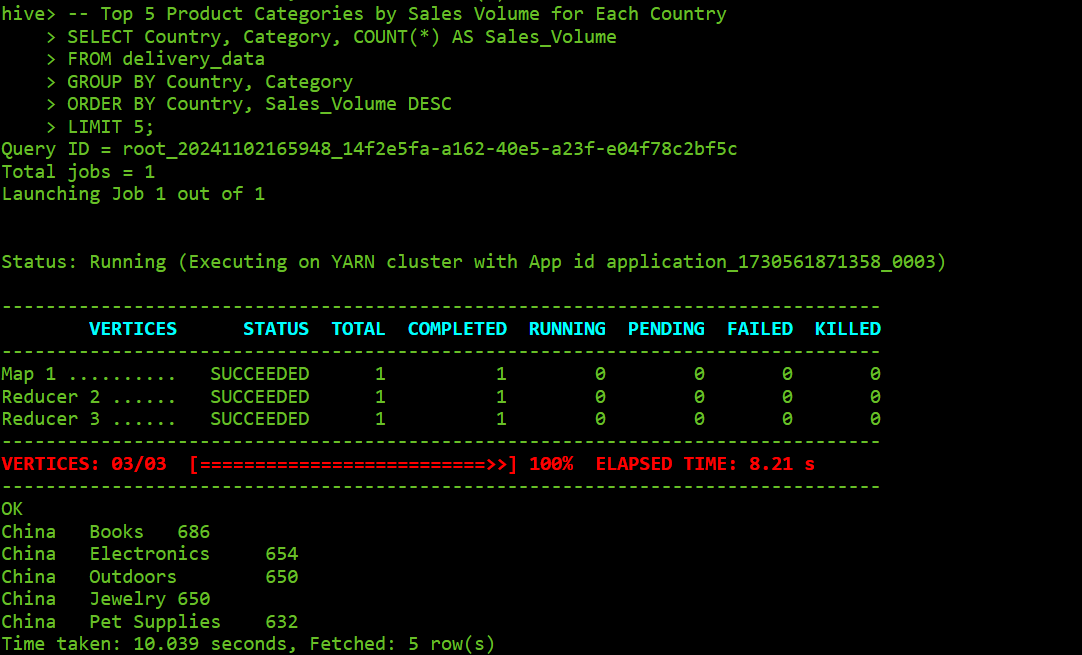 hive> -- Top 5 Product Categories by Sales Volume for Each Country
    > SELECT Country, Category, COUNT(*) AS Sales_Volume
    > FROM delivery_data
    > GROUP BY Country, Category
    > ORDER BY Country, Sales_Volume DESC
    > LIMIT 5;
Query ID = root_20241102165948_14f2e5fa-a162-40e5-a23f-e04f78c2bf5c
Total jobs = 1
Launching Job 1 out of 1
Status: Running (Executing on YARN cluster with App id application_1730561871358_0003)
--------------------------------------------------------------------------------
        VERTICES      STATUS  TOTAL  COMPLETED  RUNNING  PENDING  FAILED  KILLED
--------------------------------------------------------------------------------
Map 1 ..........   SUCCEEDED      1          1        0        0       0       0
Reducer 2 ......   SUCCEEDED      1          1        0        0       0       0
Reducer 3 ......   SUCCEEDED      1          1        0        0       0       0
--------------------------------------------------------------------------------
VERTICES: 03/03  [==========================>>] 100%  ELAPSED TIME: 8.21 s
--------------------------------------------------------------------------------
OK
China   Books   686
China   Electronics     654
China   Outdoors        650
China   Jewelry 650
China   Pet Supplies    632
Time taken: 10.039 seconds, Fetched: 5 row(s)